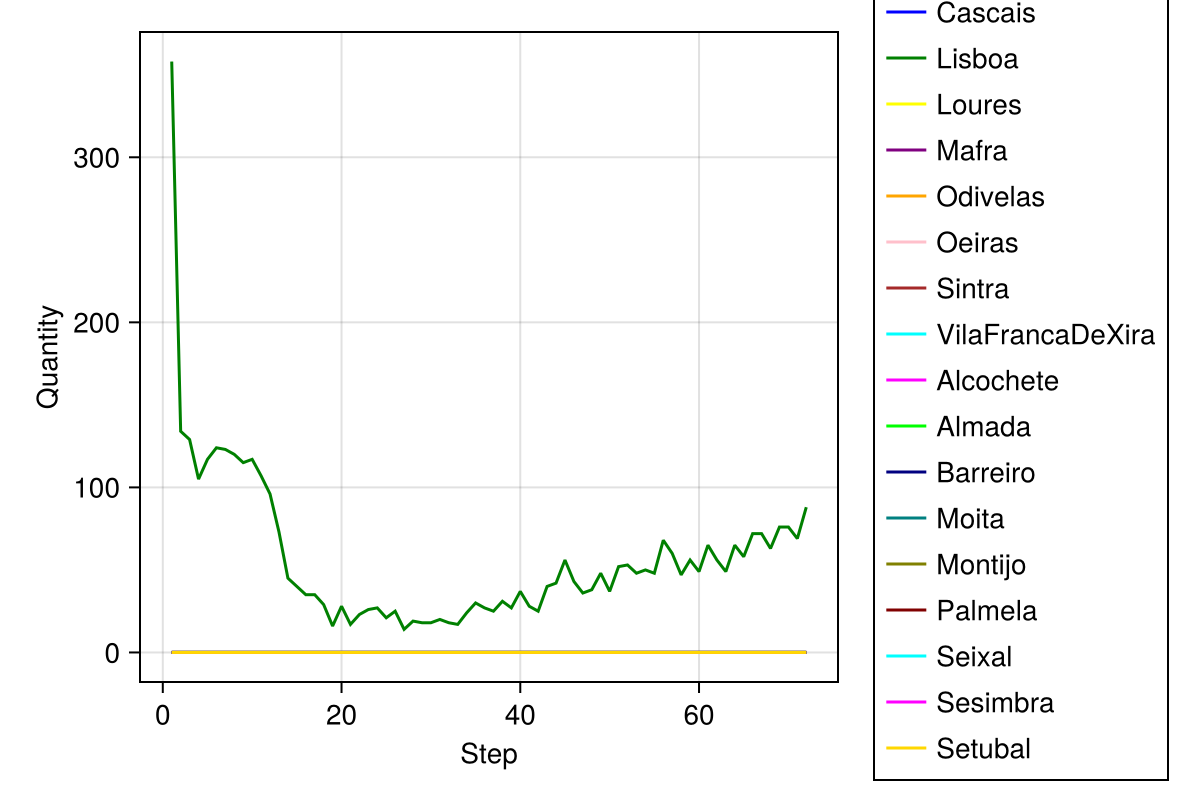 Quantity
300
200
100
0
0
20
40
60
Step
Cascais
Lisboa
Loures
Mafra
Odivelas
Oeiras
Sintra
VilaFrancaDeXira
Alcochete
Almada
Barreiro
Moita
Montijo
Palmela
Seixal
Sesimbra
Setubal